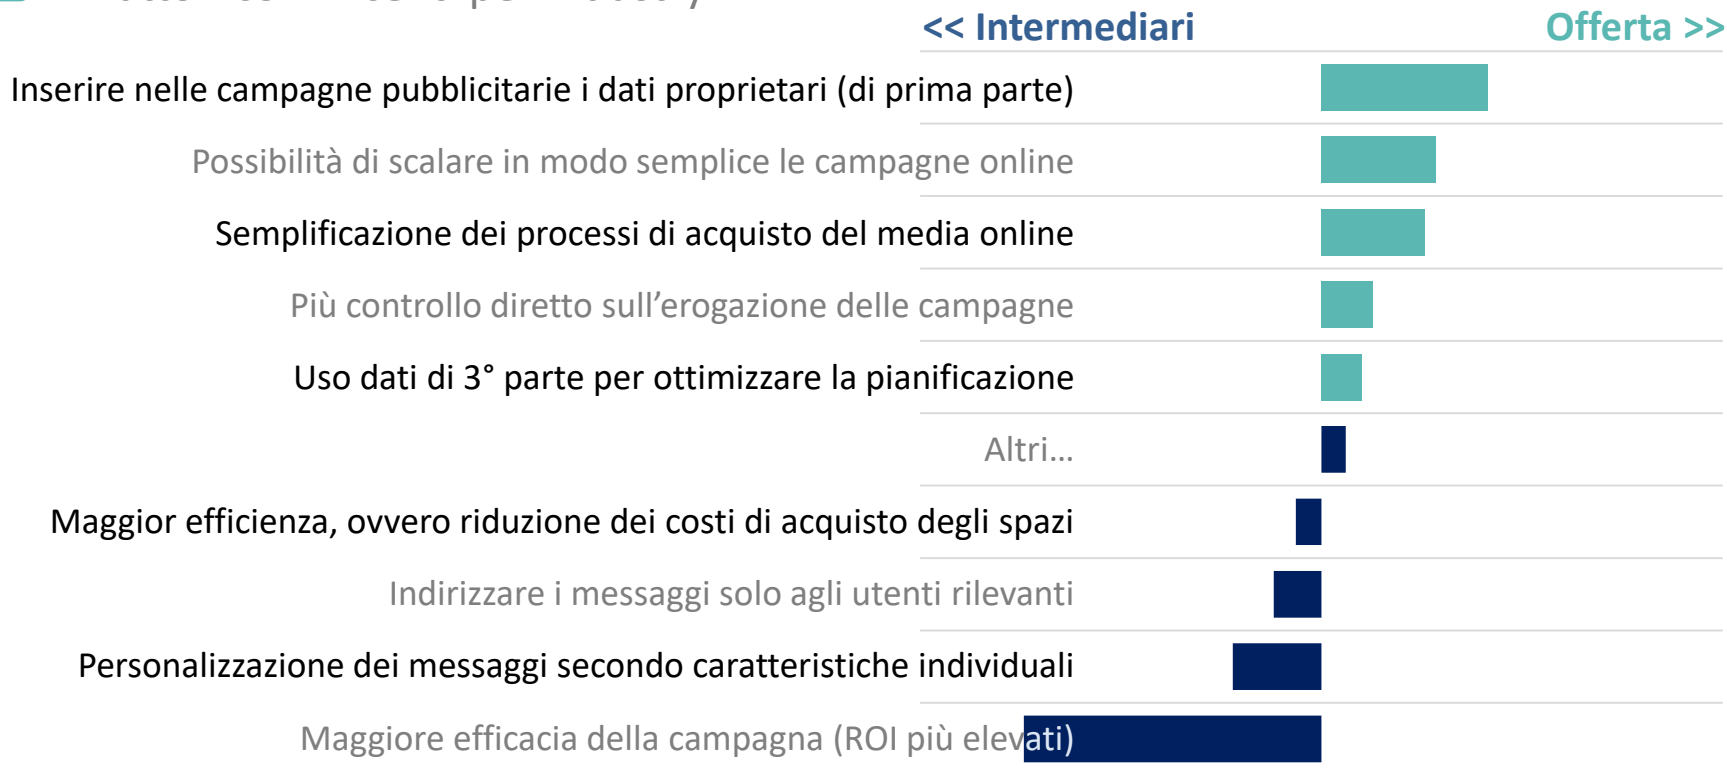 << Intermediari
Offerta >>
Inserire nelle campagne pubblicitarie i dati proprietari (di prima parte)
Possibilità di scalare in modo semplice le campagne online
Semplificazione dei processi di acquisto del media online
Più controllo diretto sull’erogazione delle campagne
Uso dati di 3° parte per ottimizzare la pianificazione
Altri…
Maggior efficienza, ovvero riduzione dei costi di acquisto degli spazi
Indirizzare i messaggi solo agli utenti rilevanti
Personalizzazione dei messaggi secondo caratteristiche individuali
Maggiore efficacia della campagna (ROI più elevati)